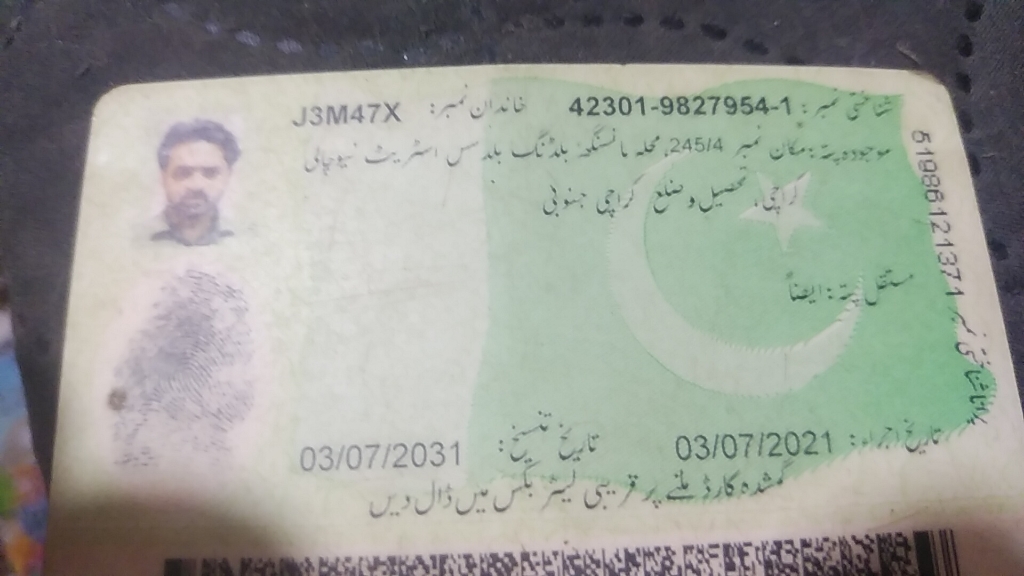 شناختی نمبر: 42301-9827954-1 خاندان نمبر: J3M47X
موجودہ پتہ: مکان نمبر 245/4، محلہ بلڈنگ اسٹریٹ
کراچی، تحصیل و ضلع کراچی جنوبی
مستقل پتہ: ایضاً
تاریخ اجراء: 03/07/2021 تاریخ تنسیخ: 03/07/2031
گمشدہ کارڈ ملنے پر قریبی لیٹر بکس میں ڈال دیں
51986121374